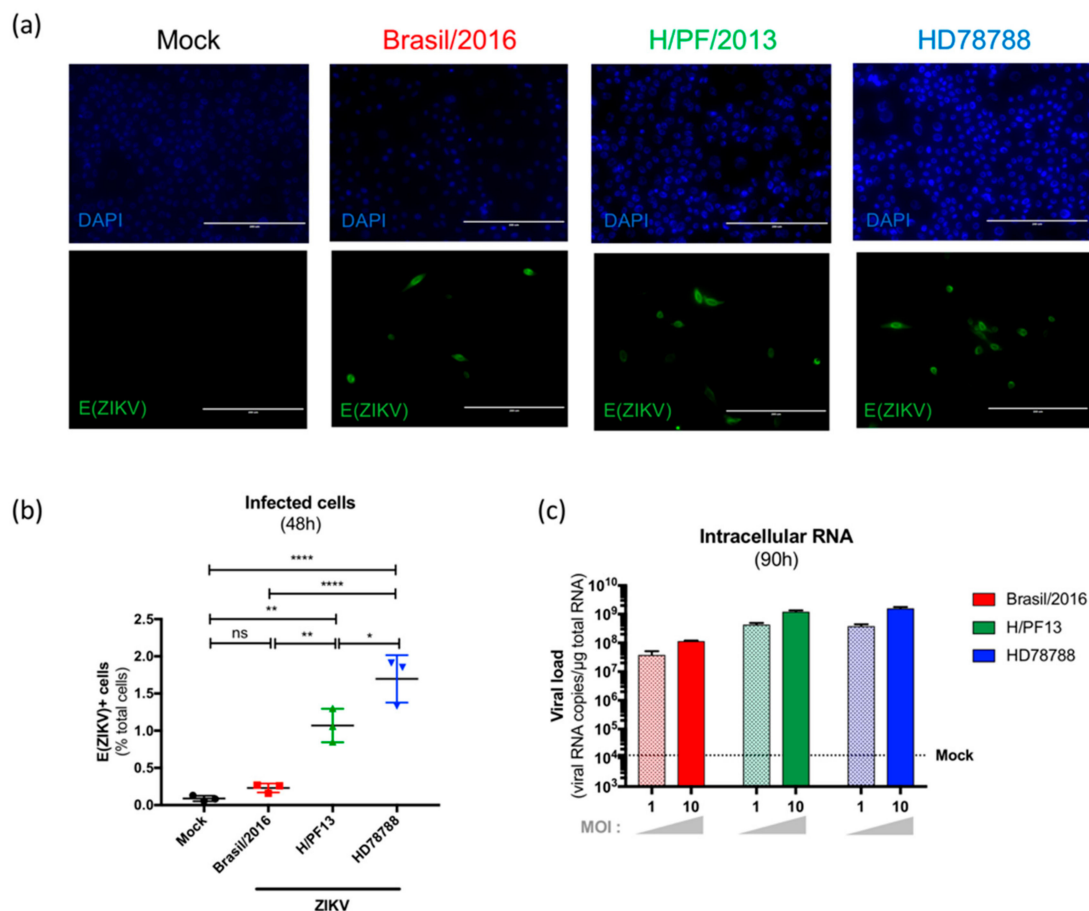 (a)
Mock
Brasil/2016
H/PF/2013
HD78788
DAPI
DAPI
DAPI
DAPI
E(ZIKV)
E(ZIKV)
E(ZIKV)
E(ZIKV)
(b)
Infected cells
(48h)
****
****
**
ns
**
*
E(ZIKV)+ cells
(% total cells)
2.5
2.0
1.5
1.0
0.5
0.0
Mock
Brasil/2016
H/PF13
HD78788
ZIKV
(c)
Intracellular RNA
(90h)
Viral load
(viral RNA copies/µg total RNA)
10¹⁰
10⁹
10⁸
10⁷
10⁶
10⁵
10⁴
10³
Mock
1 10 1 10 1 10
MOI :
Brasil/2016
H/PF13
HD78788